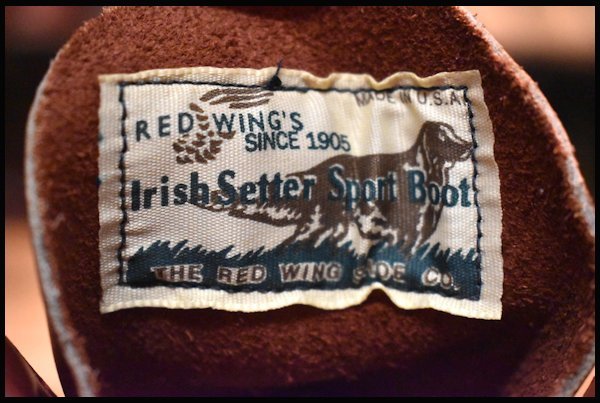 MADE IN U.S.A.
RED WING'S
SINCE 1905
Irish Setter Sport Boot
THE RED WING SHOE CO.